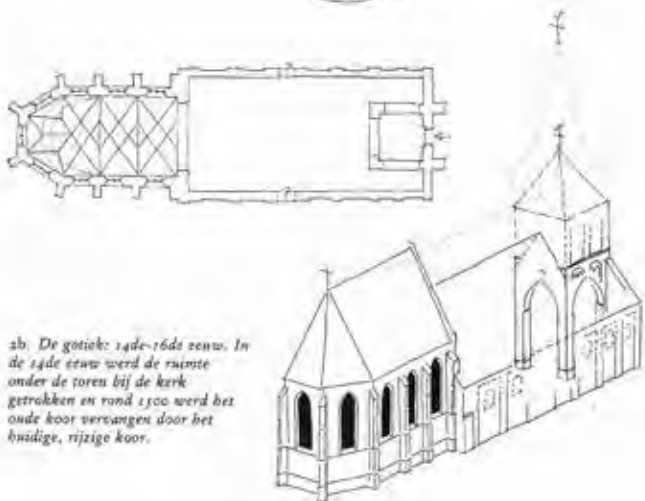 2b De gotiek: 14de-16de eeuw. In
de 14de eeuw werd de ruimte
onder de toren bij de kerk
getrokken en rond 1500 werd het
oude koor vervangen door het
huidige, rijzige koor.